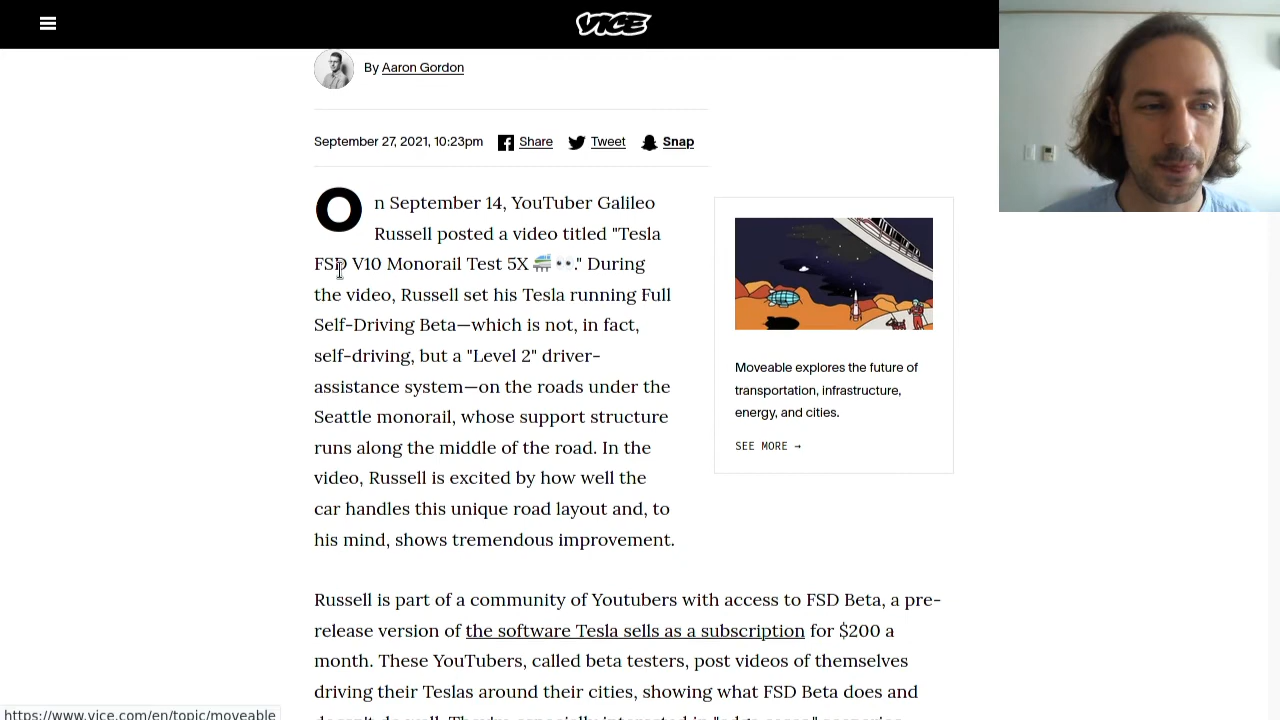 VICE
By Aaron Gordon
September 27, 2021, 10:23pm Share Tweet Snap
On September 14, YouTuber Galileo
Russell posted a video titled "Tesla
FSD V10 Monorail Test 5X 🚝👀." During
the video, Russell set his Tesla running Full
Self-Driving Beta—which is not, in fact,
self-driving, but a "Level 2" driver-
assistance system—on the roads under the
Seattle monorail, whose support structure
runs along the middle of the road. In the
video, Russell is excited by how well the
car handles this unique road layout and, to
his mind, shows tremendous improvement.
Moveable explores the future of
transportation, infrastructure,
energy, and cities.
SEE MORE →
Russell is part of a community of Youtubers with access to FSD Beta, a pre-
release version of the software Tesla sells as a subscription for $200 a
month. These YouTubers, called beta testers, post videos of themselves
driving their Teslas around their cities, showing what FSD Beta does and
https://www.vice.com/en/topic/moveable